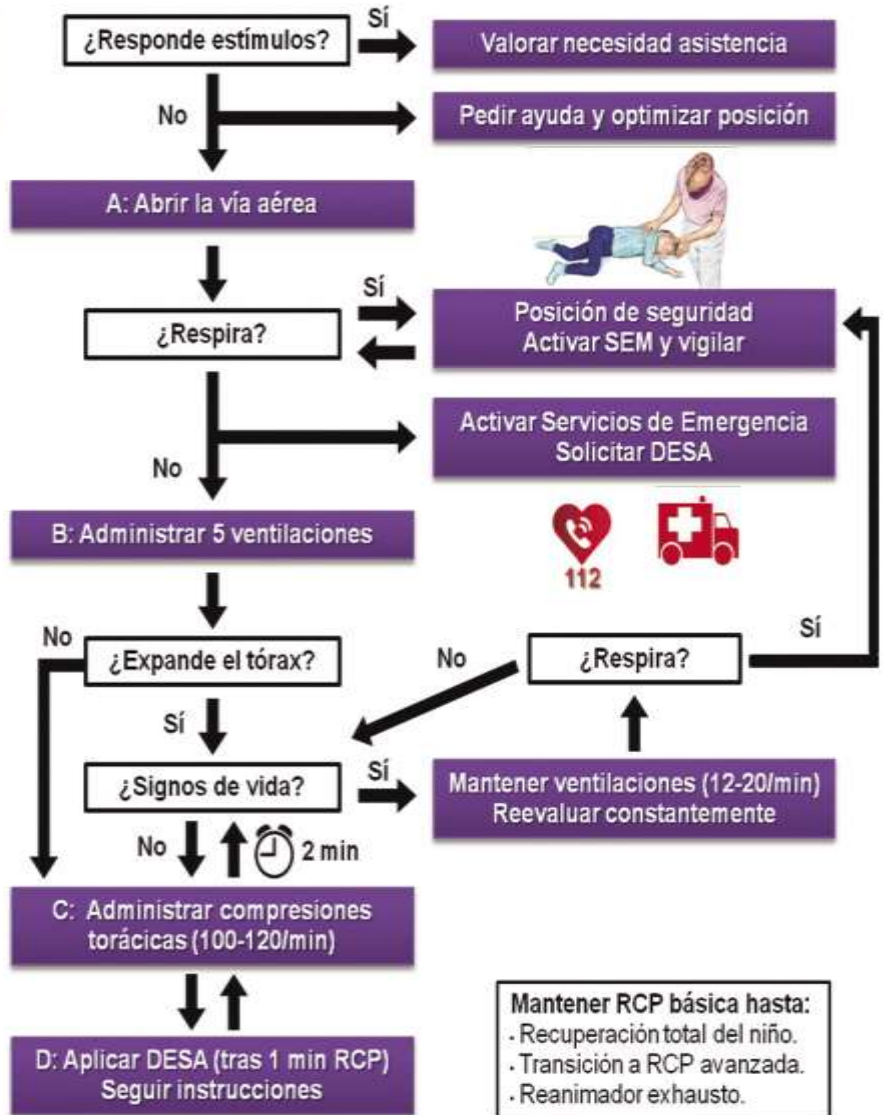 ¿Responde estímulos?
Sí
Valorar necesidad asistencia
No
Pedir ayuda y optimizar posición
A: Abrir la vía aérea
Sí
¿Respira?
Posición de seguridad
Activar SEM y vigilar
No
Activar Servicios de Emergencia
Solicitar DESA
B: Administrar 5 ventilaciones
112
No
¿Expande el tórax?
No
¿Respira?
Sí
Sí
¿Signos de vida?
Sí
Mantener ventilaciones (12-20/min)
Reevaluar constantemente
No
2 min
C: Administrar compresiones
torácicas (100-120/min)
D: Aplicar DESA (tras 1 min RCP)
Seguir instrucciones
Mantener RCP básica hasta:
- Recuperación total del niño.
- Transición a RCP avanzada.
- Reanimador exhausto.